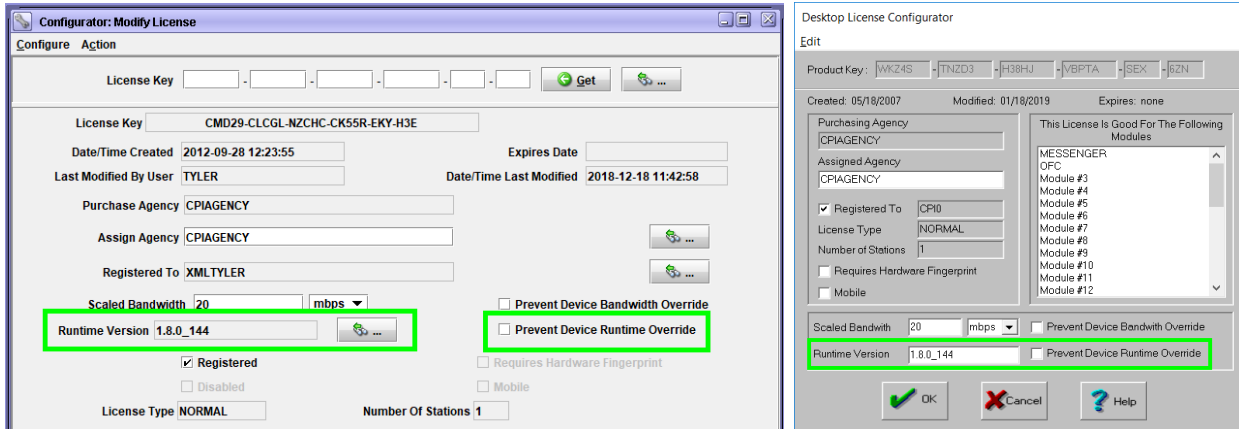 Configurator: Modify License
Configure Action
License Key - - - - - Get ...
License Key CMD29-CLCGL-NZCHC-CK55R-EKY-H3E
Date/Time Created 2012-09-28 12:23:55 Expires Date
Last Modified By User TYLER Date/Time Last Modified 2018-12-18 11:42:58
Purchase Agency CPIAGENCY
Assign Agency CPIAGENCY ...
Registered To XMLTYLER ...
Scaled Bandwidth 20 mbps Prevent Device Bandwidth Override
Runtime Version 1.8.0_144 ... Prevent Device Runtime Override
Registered Requires Hardware Fingerprint
Disabled Mobile
License Type NORMAL Number Of Stations 1
Desktop License Configurator
Edit
Product Key: WKZ4S - TNZD3 - H38HJ - VBPTA - SEX - 6ZN
Created: 05/18/2007 Modified: 01/18/2019 Expires: none
Purchasing Agency
CPIAGENCY
Assigned Agency
CPIAGENCY
Registered To CPI0
License Type NORMAL
Number of Stations 1
Requires Hardware Fingerprint
Mobile
This License Is Good For The Following
Modules
MESSENGER
OFC
Module #3
Module #4
Module #5
Module #6
Module #7
Module #8
Module #9
Module #10
Module #11
Module #12
Scaled Bandwith 20 mbps Prevent Device Bandwith Override
Runtime Version 1.8.0_144 Prevent Device Runtime Override
OK Cancel Help